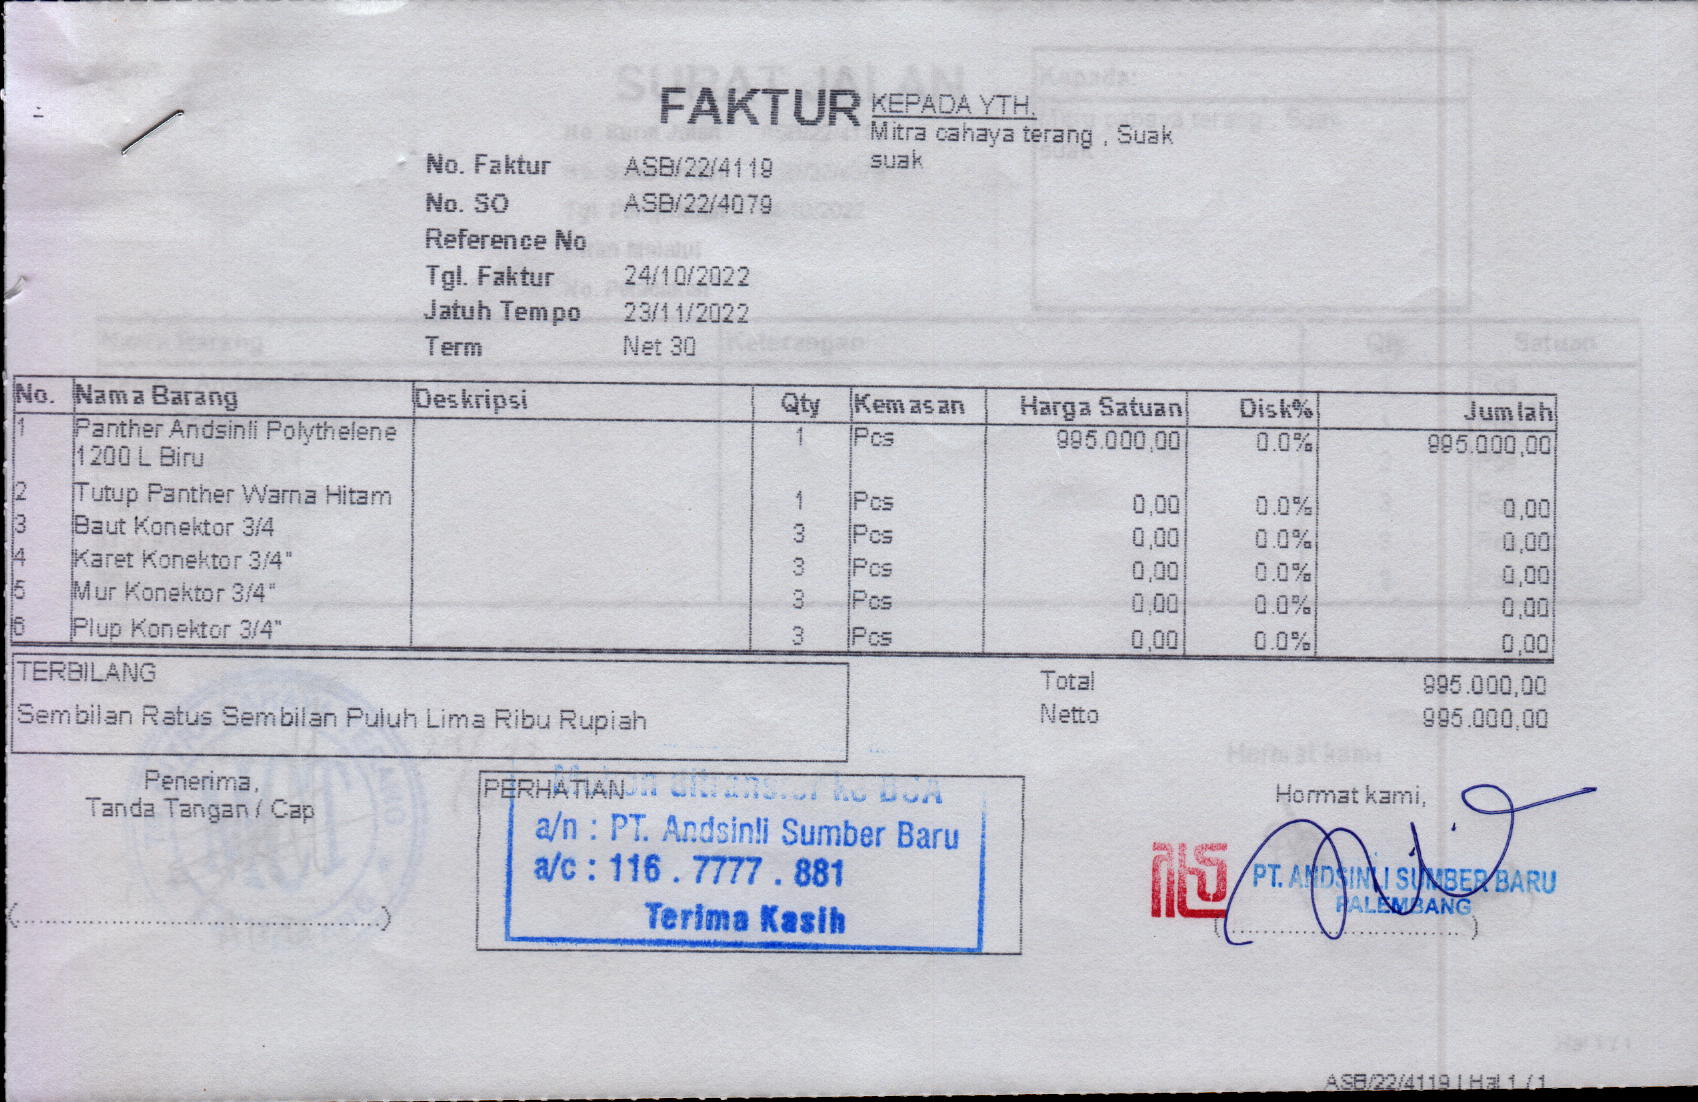 FAKTUR
KEPADA YTH.
Mitra cahaya terang , Suak
suak
No. Faktur ASB/22/4119
No. SO ASB/22/4079
Reference No
Tgl. Faktur 24/10/2022
Jatuh Tempo 23/11/2022
Term Net 30
No. Nama Barang Deskripsi Qty Kemasan Harga Satuan Disk% Jumlah
1 Panther Andsinli Polythelene 1 Pcs 995.000,00 0.0% 995.000,00
1200 L Biru
2 Tutup Panther Warna Hitam 1 Pcs 0,00 0.0% 0,00
3 Baut Konektor 3/4 3 Pcs 0,00 0.0% 0,00
4 Karet Konektor 3/4" 3 Pcs 0,00 0.0% 0,00
5 Mur Konektor 3/4" 3 Pcs 0,00 0.0% 0,00
6 Plup Konektor 3/4" 3 Pcs 0,00 0.0% 0,00
TERBILANG
Sembilan Ratus Sembilan Puluh Lima Ribu Rupiah
Total 995.000,00
Netto 995.000,00
Penerima,
Tanda Tangan / Cap
(....................................)
PERHATIAN
ditransfer ke BCA
a/n : PT. Andsinli Sumber Baru
a/c : 116 . 7777 . 881
Terima Kasih
Hormat kami,
PT. ANDSINLI SUMBER BARU
PALEMBANG
(..............................)
ASB/22/4119 | Hal 1 / 1